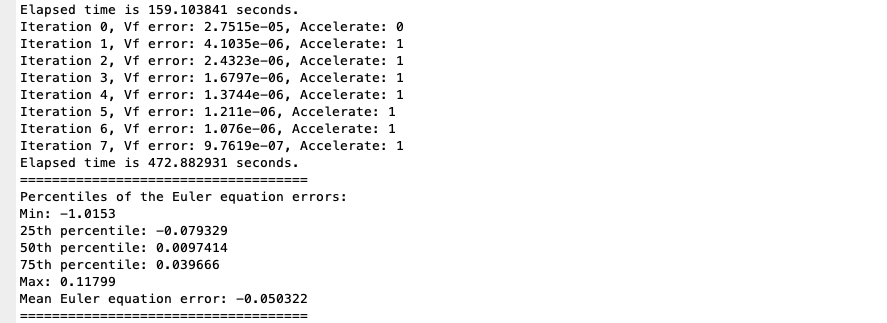 Elapsed time is 159.103841 seconds.
Iteration 0, Vf error: 2.7515e-05, Accelerate: 0
Iteration 1, Vf error: 4.1035e-06, Accelerate: 1
Iteration 2, Vf error: 2.4323e-06, Accelerate: 1
Iteration 3, Vf error: 1.6797e-06, Accelerate: 1
Iteration 4, Vf error: 1.3744e-06, Accelerate: 1
Iteration 5, Vf error: 1.211e-06, Accelerate: 1
Iteration 6, Vf error: 1.076e-06, Accelerate: 1
Iteration 7, Vf error: 9.7619e-07, Accelerate: 1
Elapsed time is 472.882931 seconds.
====================================
Percentiles of the Euler equation errors:
Min: -1.0153
25th percentile: -0.079329
50th percentile: 0.0097414
75th percentile: 0.039666
Max: 0.11799
Mean Euler equation error: -0.050322
====================================